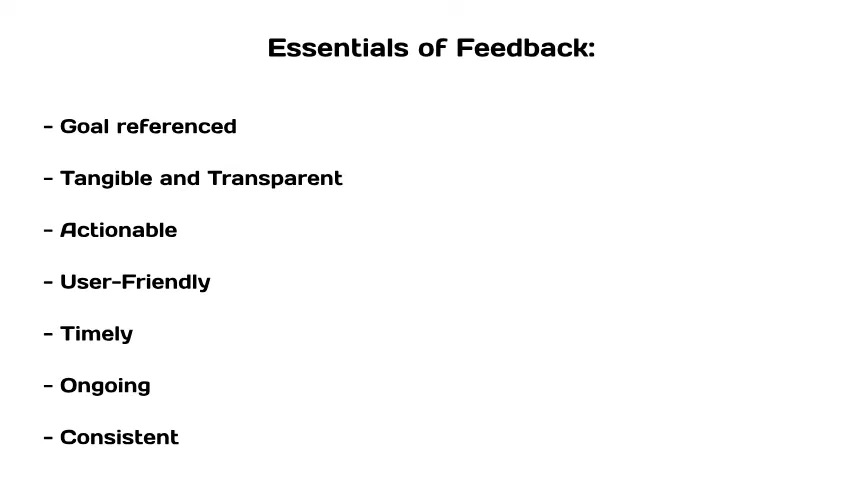 Essentials of Feedback:
- Goal referenced
- Tangible and Transparent
- Actionable
- User-Friendly
- Timely
- Ongoing
- Consistent